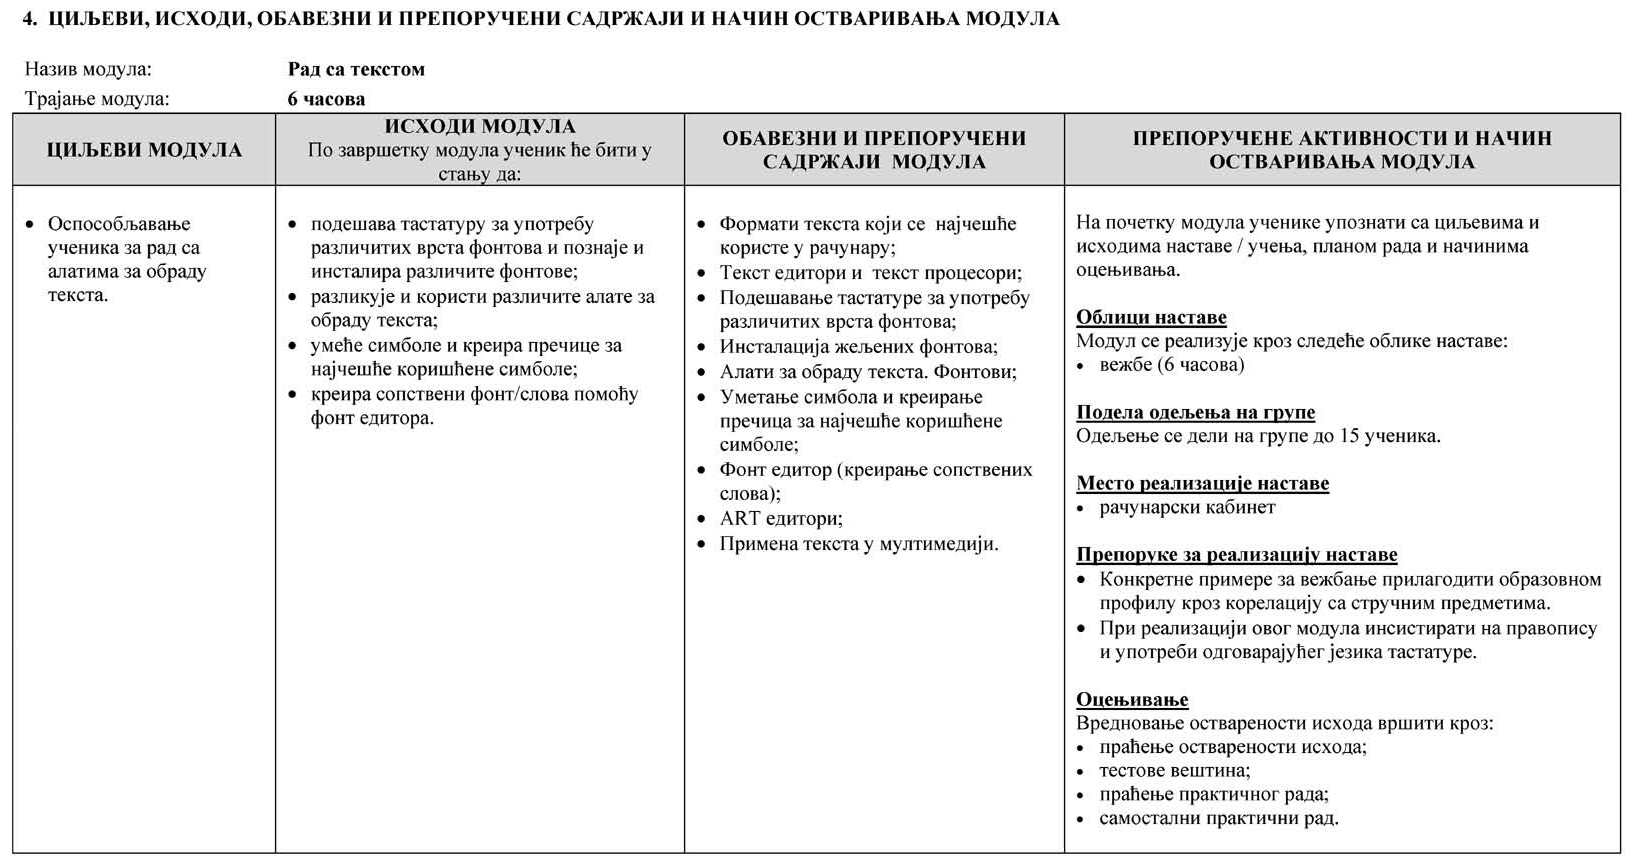 4. ЦИЉЕВИ, ИСХОДИ, ОБАВЕЗНИ И ПРЕПОРУЧЕНИ САДРЖАЈИ И НАЧИН ОСТВАРИВАЊА МОДУЛА
Назив модула: Рад са текстом
Трајање модула: 6 часова
ЦИЉЕВИ МОДУЛА
ИСХОДИ МОДУЛА
По завршетку модула ученик ће бити у
стању да:
ОБАВЕЗНИ И ПРЕПОРУЧЕНИ
САДРЖАЈИ МОДУЛА
ПРЕПОРУЧЕНЕ АКТИВНОСТИ И НАЧИН
ОСТВАРИВАЊА МОДУЛА
• Оспособљавање
ученика за рад са
алатима за обраду
текста.
• подешава тастатуру за употребу
различитих врста фонтова и познаје и
инсталира различите фонтове;
• разликује и користи различите алате за
обраду текста;
• умеће симболе и креира пречице за
најчешће коришћене симболе;
• креира сопствени фонт/слова помоћу
фонт едитора.
• Формати текста који се најчешће
користе у рачунару;
• Текст едитори и текст процесори;
• Подешавање тастатуре за употребу
различитих врста фонтова;
• Инсталација жељених фонтова;
• Алати за обраду текста. Фонтови;
• Уметање симбола и креирање
пречица за најчешће коришћене
симболе;
• Фонт едитор (креирање сопствених
слова);
• ART едитори;
• Примена текста у мултимедији.
На почетку модула ученике упознати са циљевима и
исходима наставе / учења, планом рада и начинима
оцењивања.
Облици наставе
Модул се реализује кроз следеће облике наставе:
• вежбе (6 часова)
Подела одељења на групе
Одељење се дели на групе до 15 ученика.
Место реализације наставе
• рачунарски кабинет
Препоруке за реализацију наставе
• Конкретне примере за вежбање прилагодити образовном
профилу кроз корелацију са стручним предметима.
• При реализацији овог модула инсистирати на правопису
и употреби одговарајућег језика тастатуре.
Оцењивање
Вредновање остварености исхода вршити кроз:
• праћење остварености исхода;
• тестове вештина;
• праћење практичног рада;
• самостални практични рад.